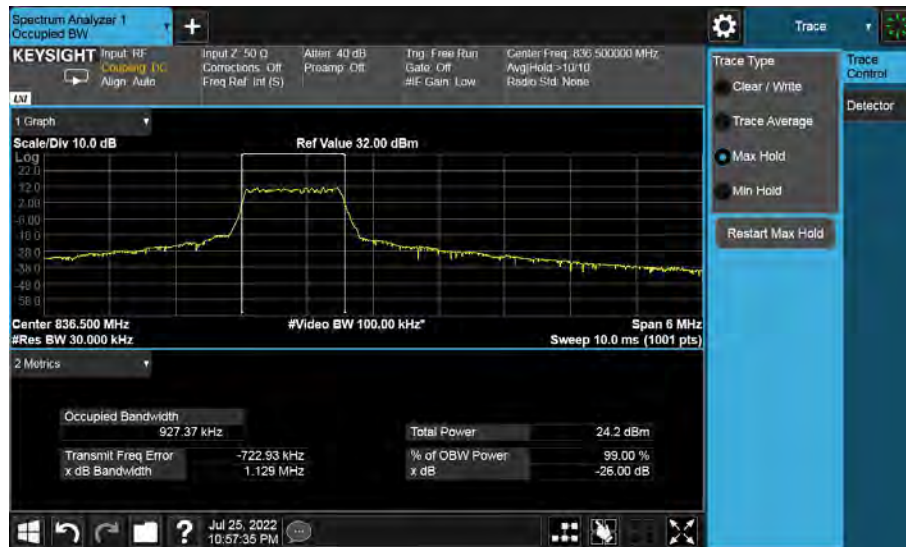 Spectrum Analyzer 1
Occupied BW
+
Trace
KEYSIGHT
Input: RF
Coupling: DC
Align: Auto
Input Z: 50 Ω
Corrections: Off
Freq Ref: Int (S)
Atten: 40 dB
Preamp: Off
Trig: Free Run
Gate: Off
#IF Gain: Low
Center Freq: 836.500000 MHz
Avg|Hold >10/10
Radio Std: None
LXI
Trace Type
Clear / Write
Trace Average
Max Hold
Min Hold
Restart Max Hold
Trace
Control
Detector
1 Graph
Scale/Div 10.0 dB
Ref Value 32.00 dBm
Log
22.0
12.0
2.00
-8.00
-18.0
-28.0
-38.0
-48.0
-58.0
Center 836.500 MHz
#Video BW 100.00 kHz*
Span 6 MHz
#Res BW 30.000 kHz
Sweep 10.0 ms (1001 pts)
2 Metrics
Occupied Bandwidth
927.37 kHz
Total Power 24.2 dBm
Transmit Freq Error -722.93 kHz
% of OBW Power 99.00 %
x dB Bandwidth 1.129 MHz
x dB -26.00 dB
?
Jul 25, 2022
10:57:35 PM